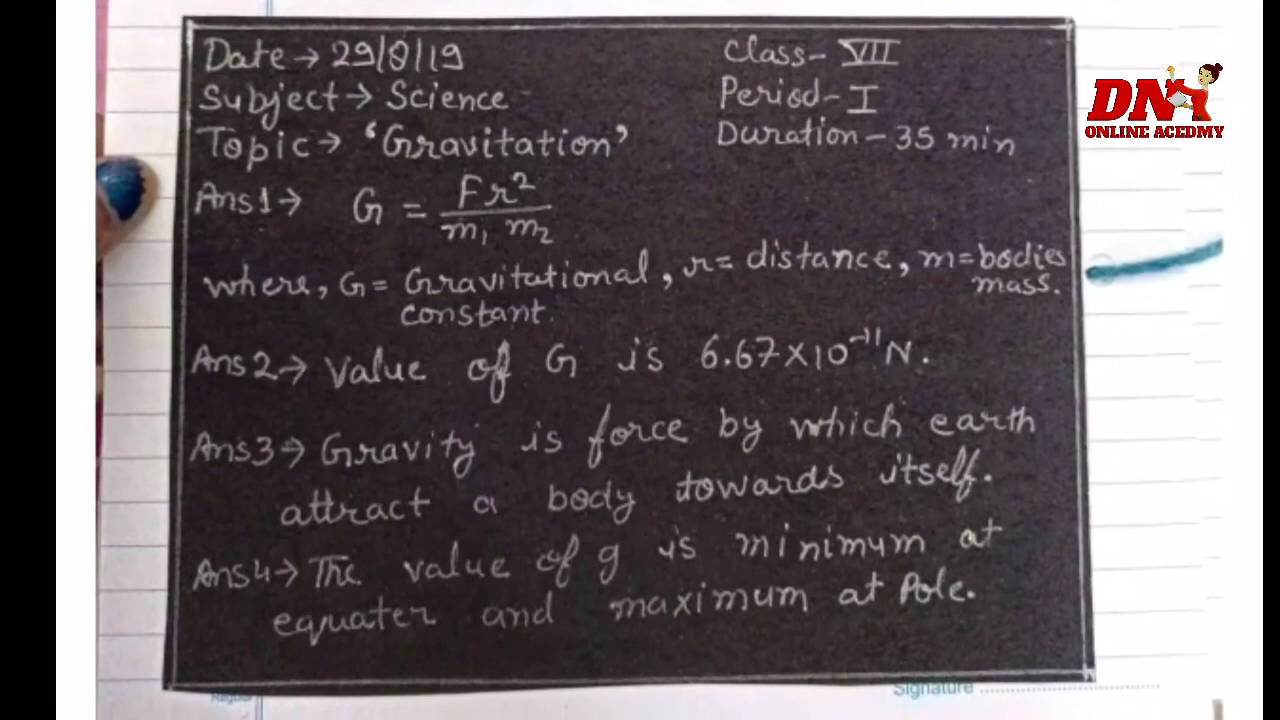 Date → 29/8/19
Class- VII
Subject → Science
Period- I
Topic → 'Gravitation'
Duration - 35 min
DNA
ONLINE ACEDMY
Ans1→ G = Fr²/m₁ m₂
where, G = Gravitational constant, r = distance, m = bodies mass.
Ans2→ Value of G is 6.67×10⁻¹¹N.
Ans3→ Gravity is force by which earth
attract a body towards itself.
Ans4→ The value of g is minimum at
equater and maximum at Pole.
Regular
Signature